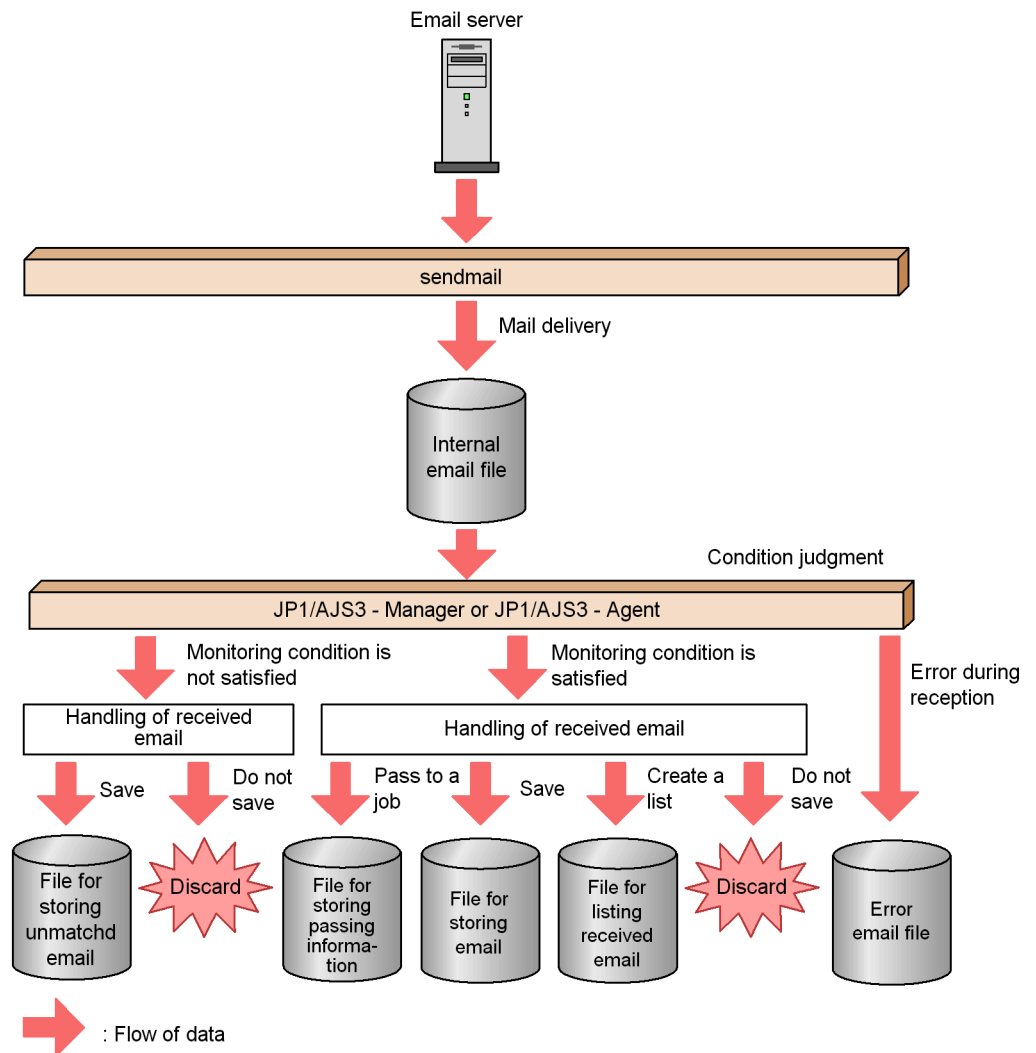 Email server
sendmail
Mail delivery
Internal
email file
Condition judgment
JP1/AJS3 - Manager or JP1/AJS3 - Agent
Monitoring condition is
not satisfied
Monitoring condition is
satisfied
Error during
reception
Handling of received
email
Handling of received email
Save
Do not
save
Pass to a
job
Save
Create a
list
Do not
save
File for
storing
unmatchd
email
Discard
File for
storing
passing
informa-
tion
File for
storing
email
File for
listing
received
email
Discard
Error
email file
: Flow of data